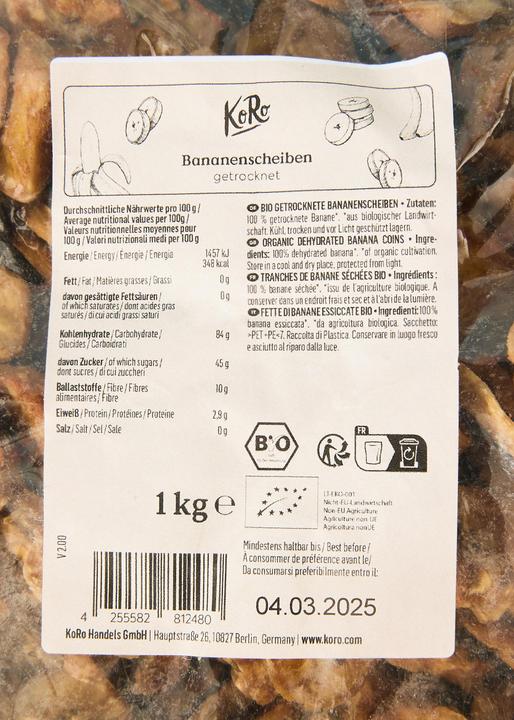 KoRo
Bananenscheiben
getrocknet
Durchschnittliche Nährwerte pro 100 g /
Average nutritional values per 100g /
Valeurs nutritionnelles moyennes pour
100 g / Valori nutrizionali medi per 100 g
Energie / Energy / Énergie / Energia 1457 kJ
348 kcal
Fett / Fat / Matières grasses / Grassi 0 g
davon gesättigte Fettsäuren / 0 g
of which saturates / dont acides gras
saturés / di cui grassi saturi
Kohlenhydrate / Carbohydrate / 84 g
Glucides / Carboidrati
davon Zucker / of which sugars / 45 g
dont sucres / di cui zuccheri
Ballaststoffe / Fibre / Fibres 10 g
alimentaires / Fibre
Eiweiß / Protein / Protéines / Proteine 2,9 g
Salz / Salt / Sel / Sale 0 g
BIO GETROCKNETE BANANENSCHEIBEN • Zutaten:
100 % getrocknete Banane*. *aus biologischer Landwirt-
schaft. Kühl, trocken und vor Licht geschützt lagern.
ORGANIC DEHYDRATED BANANA COINS • Ingre-
dients: 100% dehydrated banana*. *of organic cultivation.
Store in a cool and dry place, protected from light.
TRANCHES DE BANANE SÉCHÉES BIO • Ingrédients :
100 % banane séchée*. *issu de l'agriculture biologique. A
conserver dans un endroit frais et sec et à l'abri de la lumière.
FETTE DI BANANE ESSICCATE BIO • Ingredienti: 100%
banana essiccata*. *da agricoltura biologica. Sacchetto:
>PET+PE<7. Raccolta di Plastica. Conservare in luogo fresco
e asciutto al riparo dalla luce.
BIO
FR
1 kg e
LT-EKO-001
Nicht-EU-Landwirtschaft
Non-EU Agriculture
Agriculture non UE
Agricoltura non UE
Mindestens haltbar bis / Best before /
A consommer de préférence avant le /
Da consumarsi preferibilmente entro il:
04.03.2025
V 2.00
4 255582 812480
KoRo Handels GmbH | Hauptstraße 26, 10827 Berlin, Germany | www.koro.com